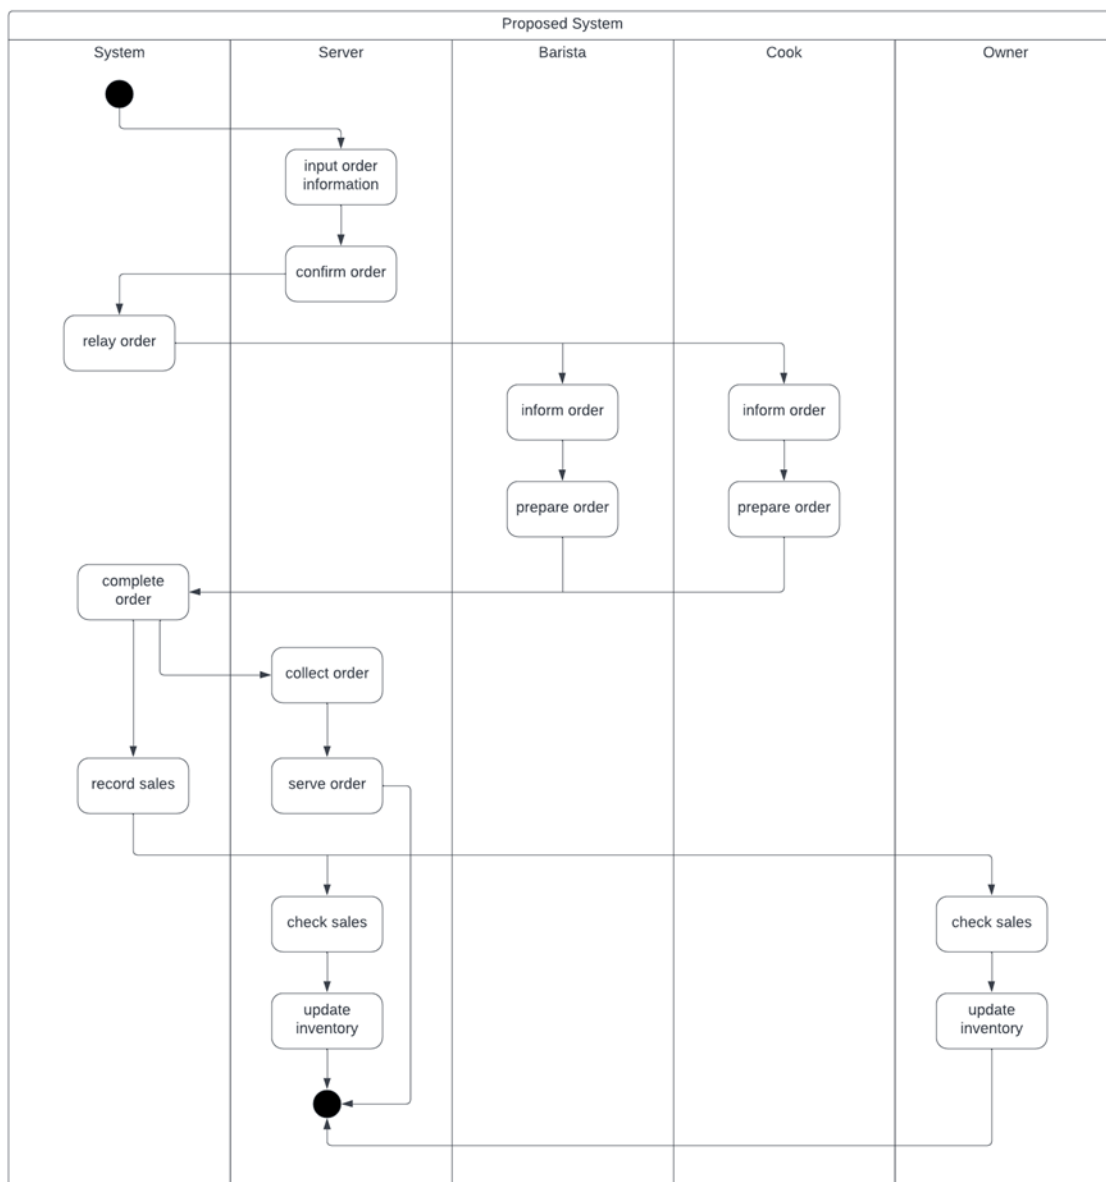 Proposed System
System
Server
Barista
Cook
Owner
input order
information
confirm order
relay order
inform order
inform order
prepare order
prepare order
complete
order
collect order
record sales
serve order
check sales
check sales
update
inventory
update
inventory